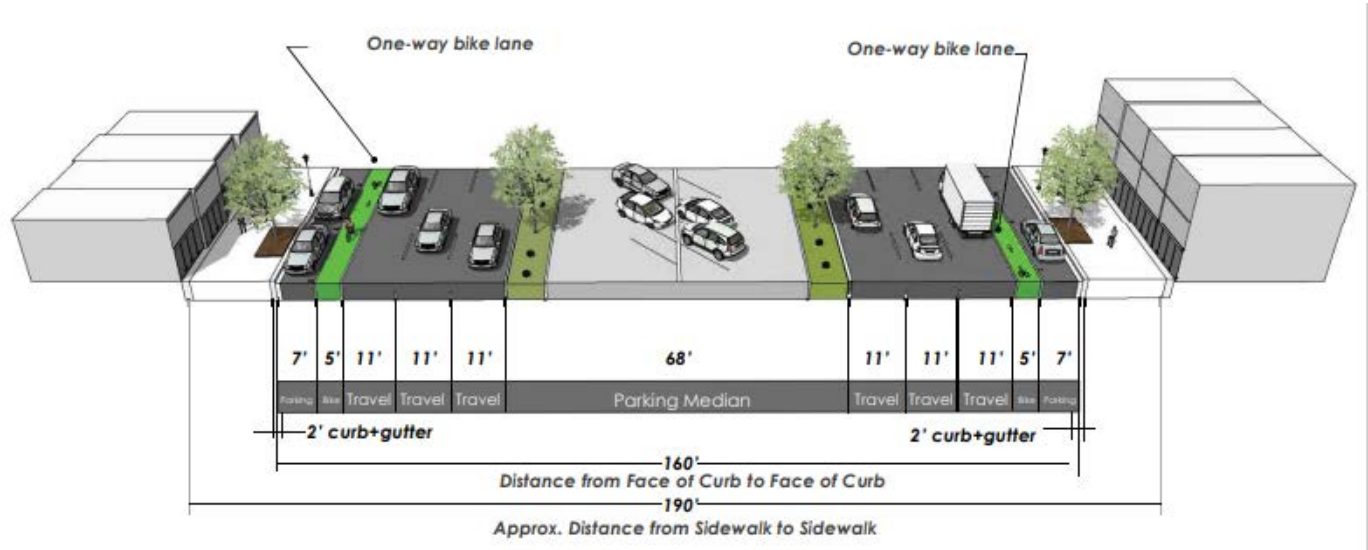 One-way bike lane
One-way bike lane
7' 5' 11' 11' 11' 68' 11' 11' 11' 5' 7'
Parking Bike Travel Travel Travel Parking Median Travel Travel Travel Bike Parking
2' curb+gutter 2' curb+gutter
160'
Distance from Face of Curb to Face of Curb
190'
Approx. Distance from Sidewalk to Sidewalk